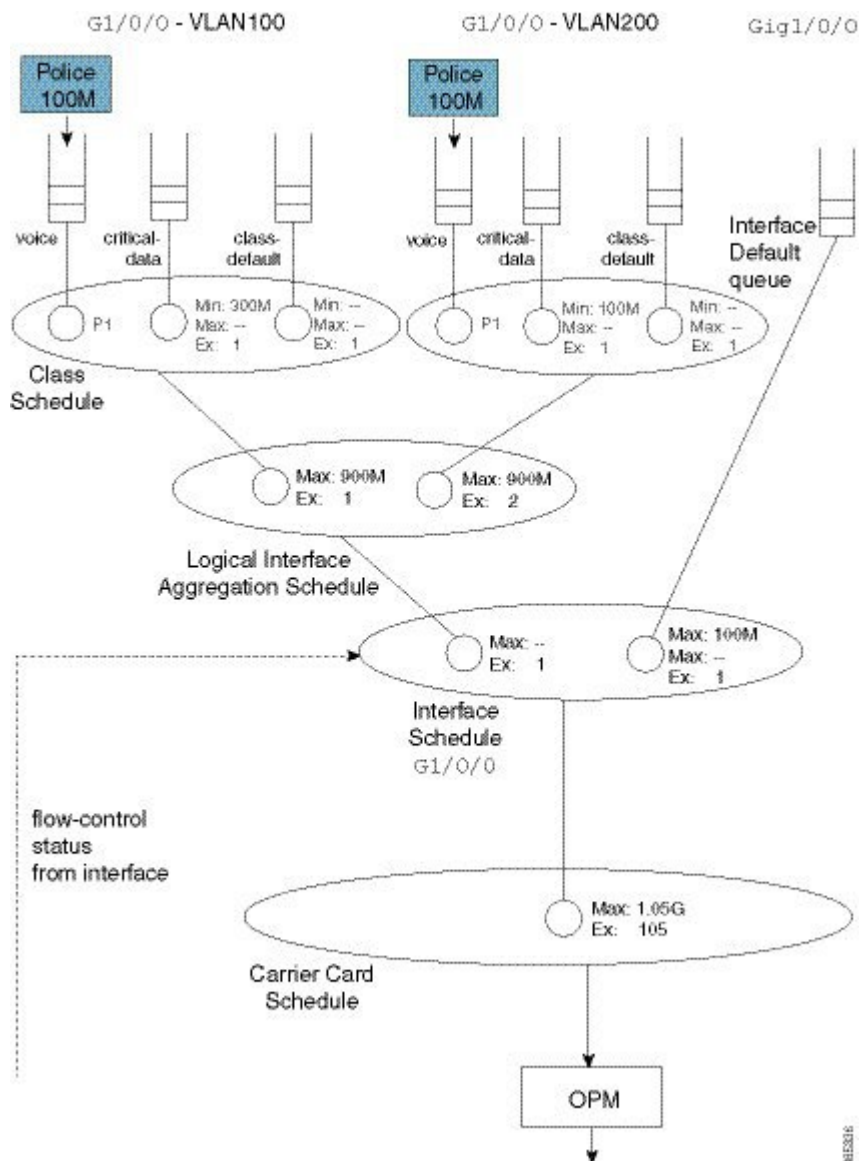 G1/0/0 - VLAN100
G1/0/0 - VLAN200
Gig1/0/0
Police
100M
Police
100M
voice
critical-
data
class-
default
voice
critical-
data
class-
default
Interface
Default
queue
P1
Min: 300M
Max: --
Ex: 1
Min: --
Max: --
Ex: 1
P1
Min: 100M
Max: --
Ex: 1
Min: --
Max: --
Ex: 1
Class
Schedule
Max: 900M
Ex: 1
Max: 900M
Ex: 2
Logical Interface
Aggregation Schedule
Max: --
Ex: 1
Max: 100M
Max: --
Ex: 1
Interface
Schedule
G1/0/0
flow-control
status
from interface
Max: 1.05G
Ex: 105
Carrier Card
Schedule
OPM